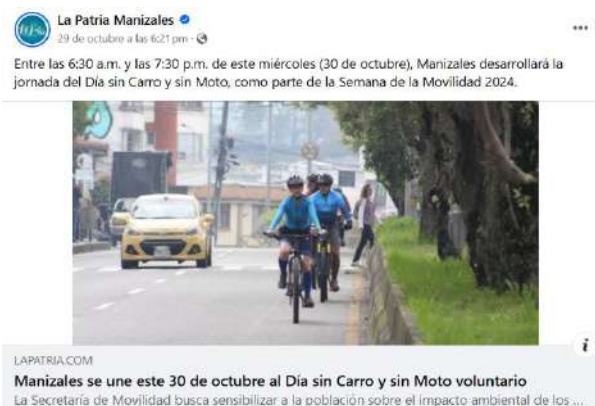 La Patria Manizales
29 de octubre a las 6:21 pm ·
Entre las 6:30 a.m. y las 7:30 p.m. de este miércoles (30 de octubre), Manizales desarrollará la
jornada del Día sin Carro y sin Moto, como parte de la Semana de la Movilidad 2024.
LAPATRIA.COM
Manizales se une este 30 de octubre al Día sin Carro y sin Moto voluntario
La Secretaría de Movilidad busca sensibilizar a la población sobre el impacto ambiental de los ...